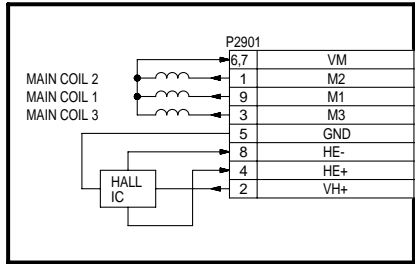 P2901
6,7 VM
MAIN COIL 2 1 M2
MAIN COIL 1 9 M1
MAIN COIL 3 3 M3
5 GND
8 HE-
4 HE+
2 VH+
HALL
IC